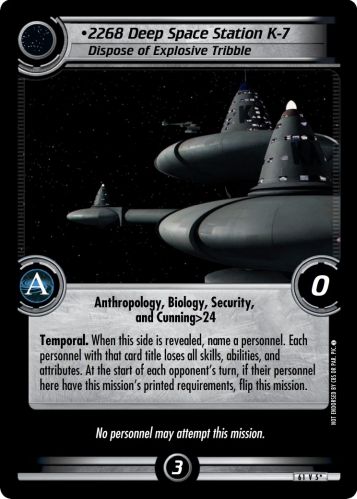 •2268 Deep Space Station K-7
Dispose of Explosive Tribble
K
A
0
Anthropology, Biology, Security,
and Cunning>24
Temporal. When this side is revealed, name a personnel. Each
personnel with that card title loses all skills, abilities, and
attributes. At the start of each opponent's turn, if their personnel
here have this mission's printed requirements, flip this mission.
No personnel may attempt this mission.
3
61 V 5*